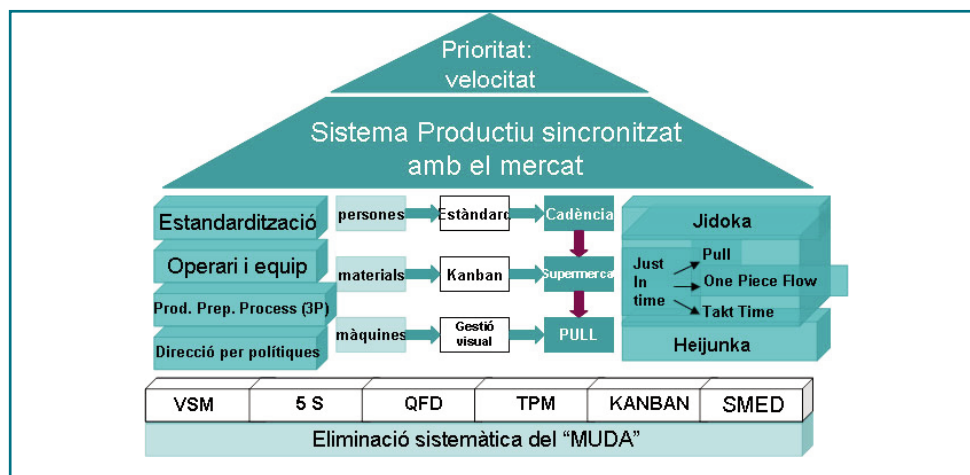 Prioritat:
velocitat
Sistema Productiu sincronitzat
amb el mercat
Estandardització
Operari i equip
Prod. Prep. Process (3P)
Direcció per polítiques
persones
Estàndard
Cadència
materials
Kanban
Supermercat
màquines
Gestió
visual
PULL
Jidoka
Just
In
time
Pull
One Piece Flow
Takt Time
Heijunka
VSM
5 S
QFD
TPM
KANBAN
SMED
Eliminació sistemàtica del “MUDA”